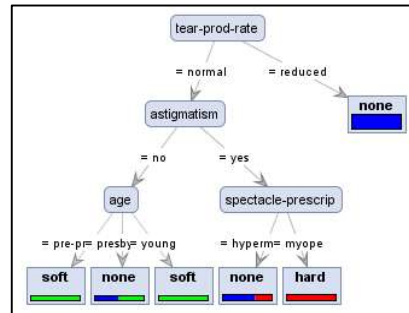 tear-prod-rate
= normal
= reduced
astigmatism
none
= no
= yes
age
spectacle-prescrip
= pre-pr= presby= young
= hyperm= myope
soft
none
soft
none
hard